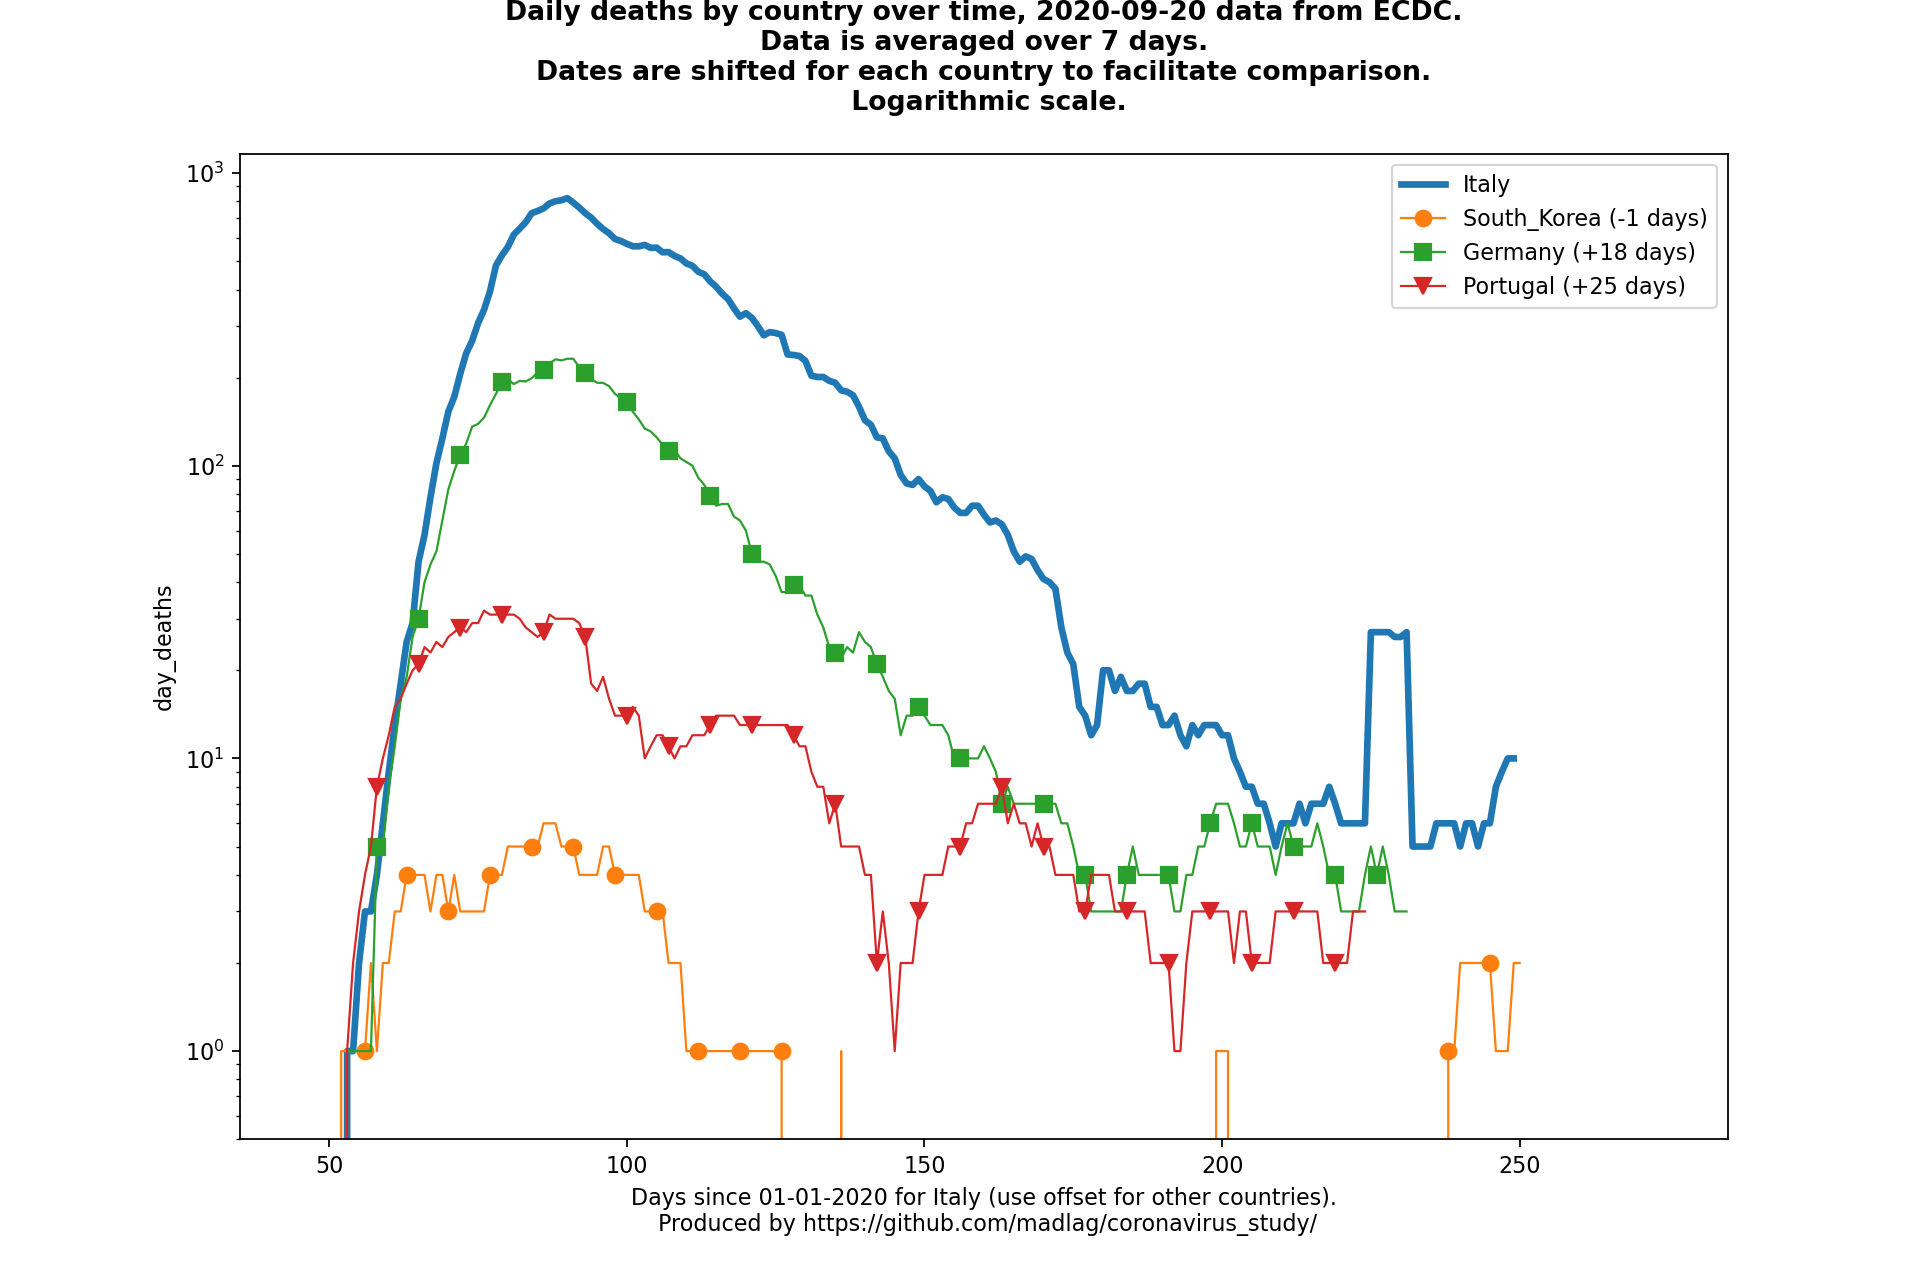 Daily deaths by country over time, 2020-09-20 data from ECDC.
Data is averaged over 7 days.
Dates are shifted for each country to facilitate comparison.
Logarithmic scale.
10³
10²
10¹
10⁰
day_deaths
Italy
South_Korea (-1 days)
Germany (+18 days)
Portugal (+25 days)
50 100 150 200 250
Days since 01-01-2020 for Italy (use offset for other countries).
Produced by https://github.com/madlag/coronavirus_study/